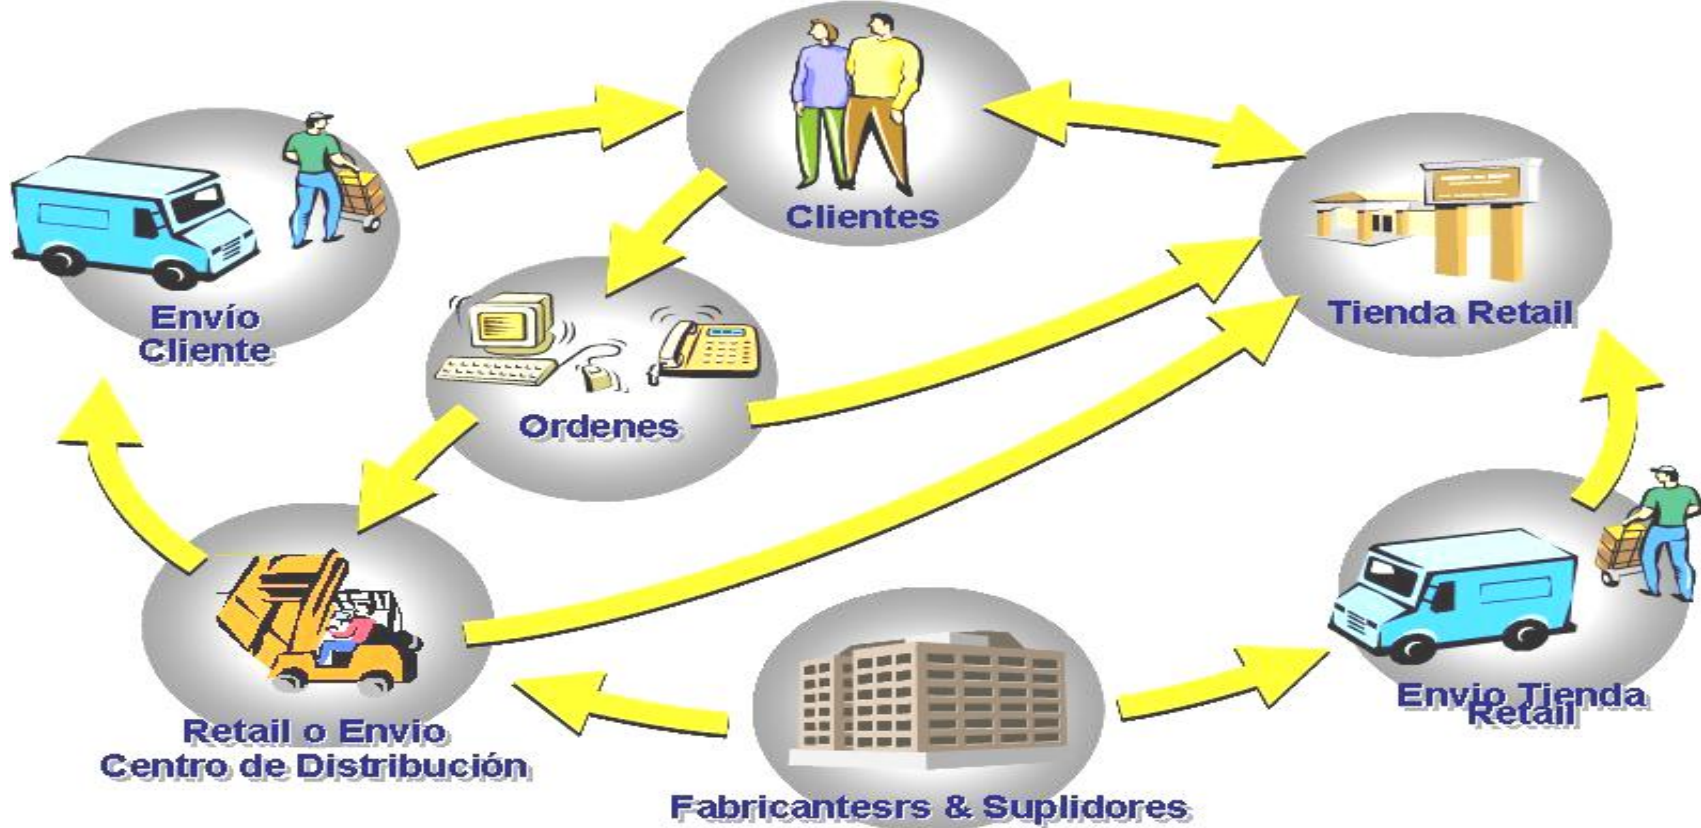 Clientes
Envío
Cliente
Tienda Retail
Ordenes
Retail o Envio
Centro de Distribución
Envio Tienda
Retail
Fabricantesrs & Suplidores